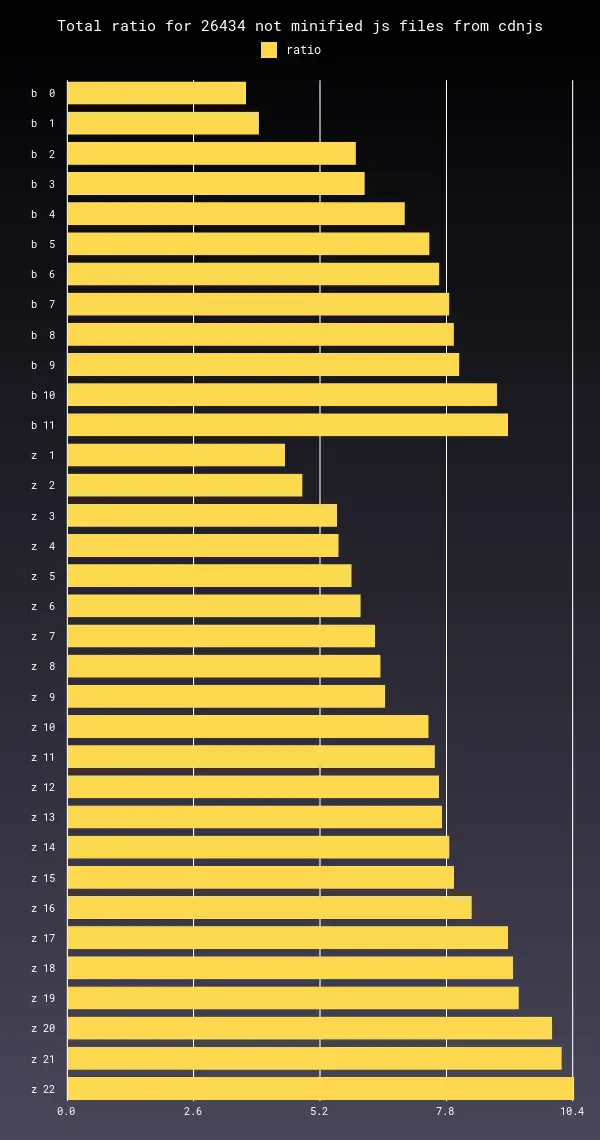 Total ratio for 26434 not minified js files from cdnjs
ratio
b 0
b 1
b 2
b 3
b 4
b 5
b 6
b 7
b 8
b 9
b 10
b 11
z 1
z 2
z 3
z 4
z 5
z 6
z 7
z 8
z 9
z 10
z 11
z 12
z 13
z 14
z 15
z 16
z 17
z 18
z 19
z 20
z 21
z 22
0.0 2.6 5.2 7.8 10.4